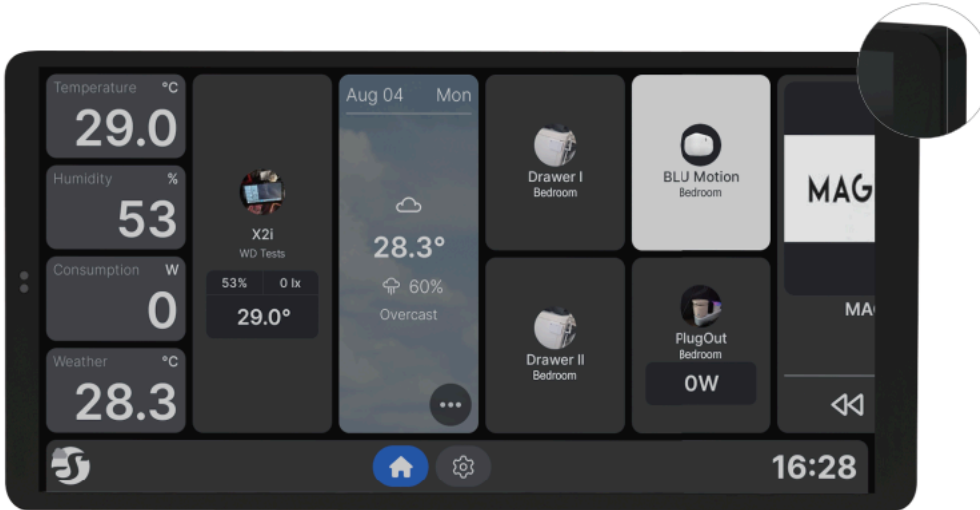 Temperature °C
29.0
Humidity %
53
Consumption W
0
Weather °C
28.3
X2i
WD Tests
53% 0 lx
29.0°
Aug 04 Mon
28.3°
60%
Overcast
Drawer I
Bedroom
Drawer II
Bedroom
BLU Motion
Bedroom
PlugOut
Bedroom
0W
MAG
MA
16:28